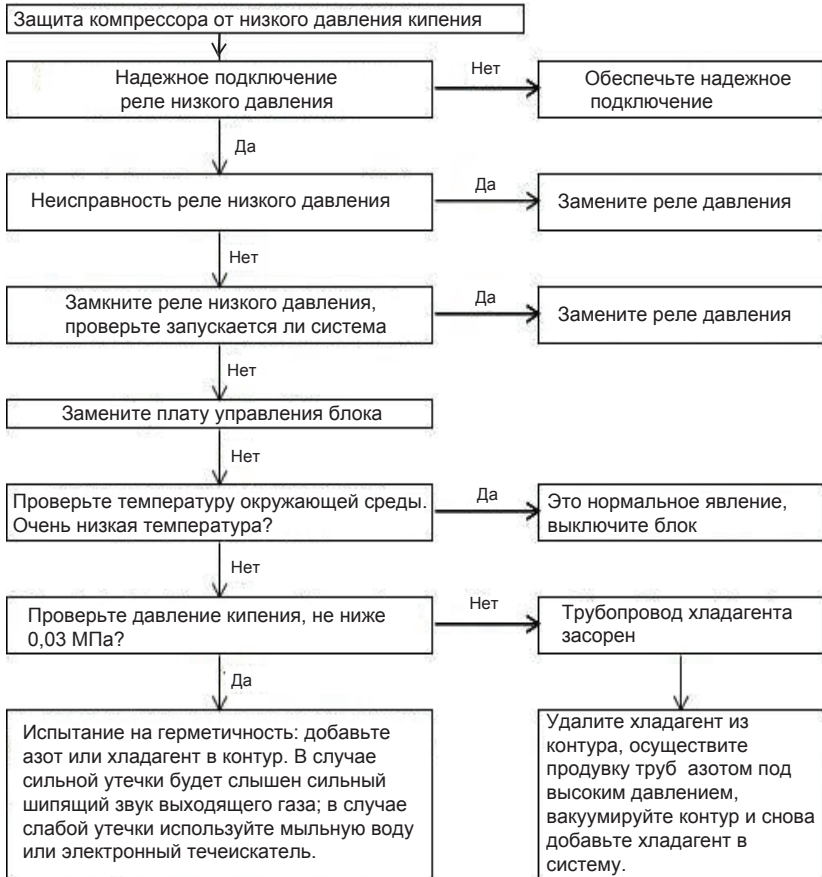 Защита компрессора от низкого давления кипения
Надежное подключение
реле низкого давления
Нет
Обеспечьте надежное
подключение
Да
Неисправность реле низкого давления
Да
Замените реле давления
Нет
Замкните реле низкого давления,
проверьте запускается ли система
Да
Замените реле давления
Нет
Замените плату управления блока
Нет
Проверьте температуру окружающей среды.
Очень низкая температура?
Да
Это нормальное явление,
выключите блок
Нет
Проверьте давление кипения, не ниже
0,03 МПа?
Нет
Трубопровод хладагента
засорен
Да
Испытание на герметичность: добавьте
азот или хладагент в контур. В случае
сильной утечки будет слышен сильный
шипящий звук выходящего газа; в случае
слабой утечки используйте мыльную воду
или электронный течеискатель.
Удалите хладагент из
контура, осуществите
продувку труб азотом под
высоким давлением,
вакуумируйте контур и снова
добавьте хладагент в
систему.